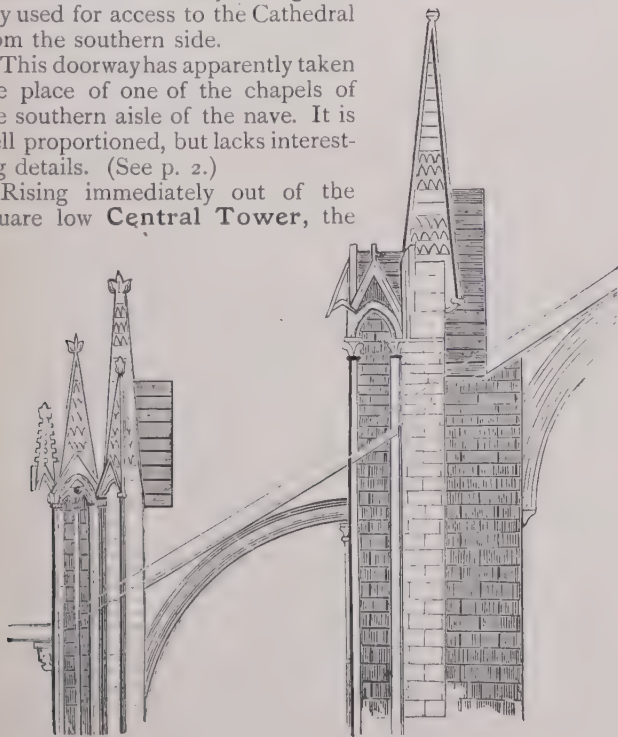 y used for access to the Cathedral
om the southern side.
This doorway has apparently taken
e place of one of the chapels of
e southern aisle of the nave. It is
ll proportioned, but lacks interest-
g details. (See p. 2.)
Rising immediately out of the
uare low Central Tower, the